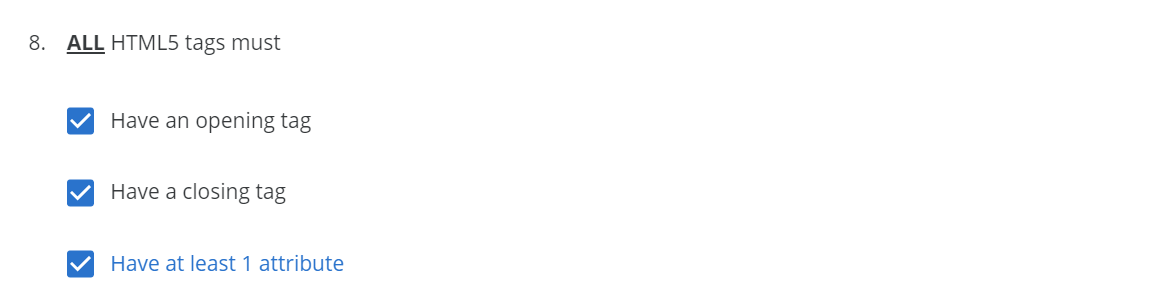 8. ALL HTML5 tags must
Have an opening tag
Have a closing tag
Have at least 1 attribute